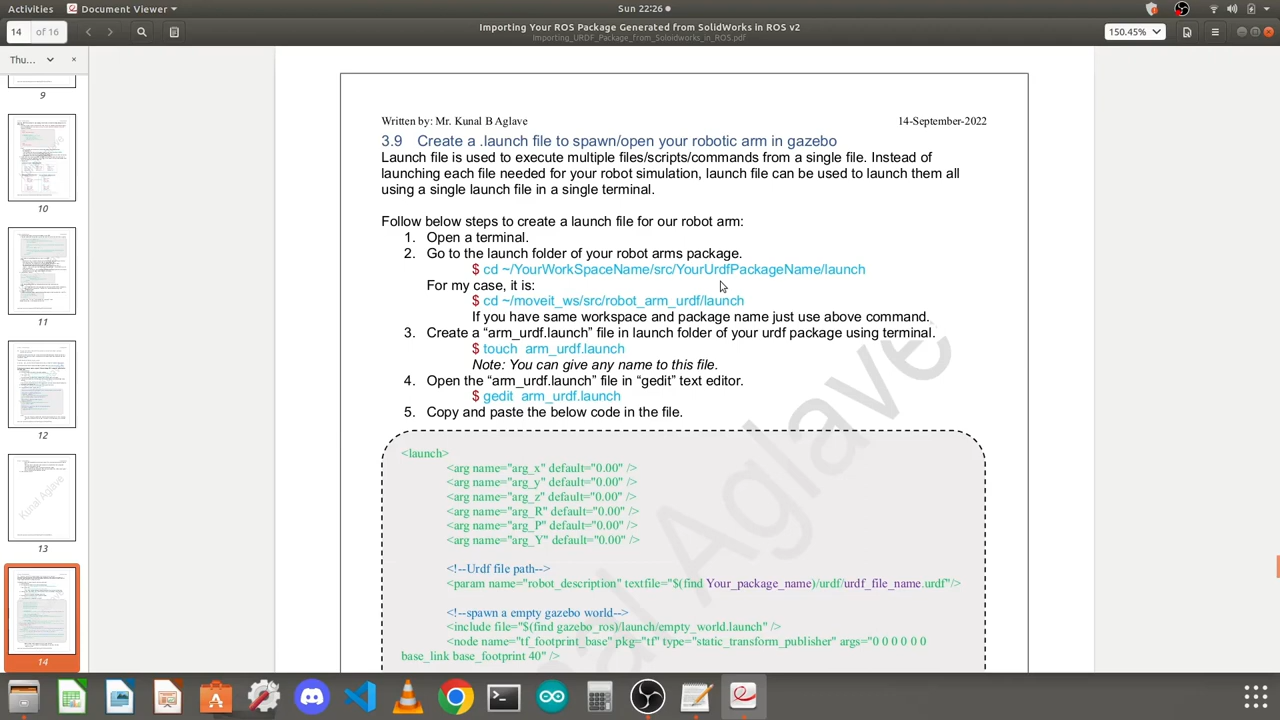 Activities Document Viewer Sun 22:26
14 of 16
Importing Your ROS Package Generated from SolidWorks in ROS v2
Importing_URDF_Package_from_Soloidworks_in_ROS.pdf
150.45%
Thu...
9
10
11
12
13
14
Written by: Mr. Kunal B Aglave 14-September-2022
3.9 Create a launch file to spawn/open your robotic arm in gazebo
Launch file is used to execute multiple files/scripts/commands from a single file. Instead of
launching each file needed for your robot simulation, launch file can be used to launch them all
using a single launch file in a single terminal.
Follow below steps to create a launch file for our robot arm:
1. Open terminal.
2. Go to the launch folder of your robot arms package.
cd ~/YourWorkSpaceName/src/YourUrdfPackageName/launch
For my case, it is:
cd ~/moveit_ws/src/robot_arm_urdf/launch
If you have same workspace and package name just use above command.
3. Create a “arm_urdf.launch” file in launch folder of your urdf package using terminal.
touch arm_urdf.launch
Note: You can give any name to this file.
4. Open the “arm_urdf.launch” file in “gedit” text editor
gedit arm_urdf.launch
5. Copy and paste the below code in the file.
<launch>
<arg name="arg_x" default="0.00" />
<arg name="arg_y" default="0.00" />
<arg name="arg_z" default="0.00" />
<arg name="arg_R" default="0.00" />
<arg name="arg_P" default="0.00" />
<arg name="arg_Y" default="0.00" />
<!--Urdf file path-->
<param name="robot_description" textfile="$(find Your_package_name)/urdf/urdf_file_name.urdf"/>
<!--spawn a empty gazebo world-->
<include file="$(find gazebo_ros)/launch/empty_world.launch" />
<node name="tf_footprint_base" pkg="tf" type="static_transform_publisher" args="0 0 0 0 0 0
base_link base_footprint 40" />